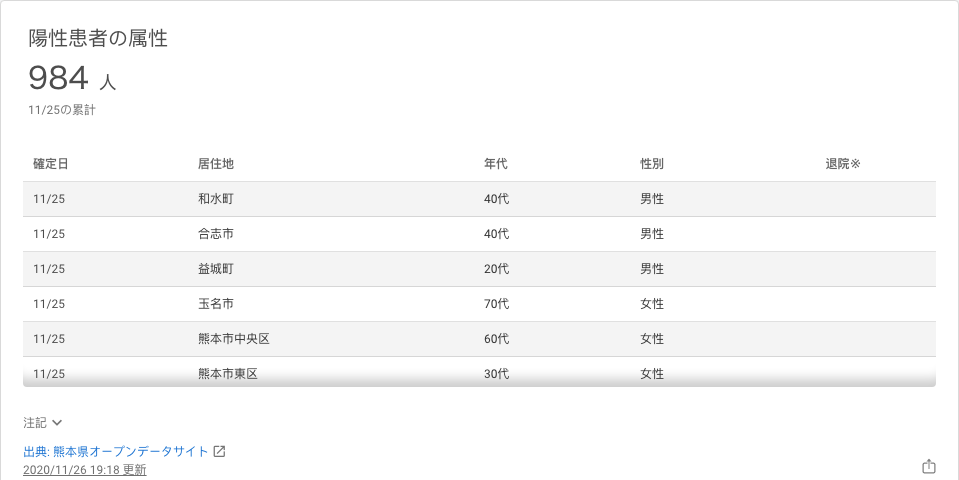 陽性患者の属性
984 人
11/25の累計
確定日 居住地 年代 性別 退院※
11/25 和水町 40代 男性
11/25 合志市 40代 男性
11/25 益城町 20代 男性
11/25 玉名市 70代 女性
11/25 熊本市中央区 60代 女性
11/25 熊本市東区 30代 女性
注記
出典: 熊本県オープンデータサイト
2020/11/26 19:18 更新